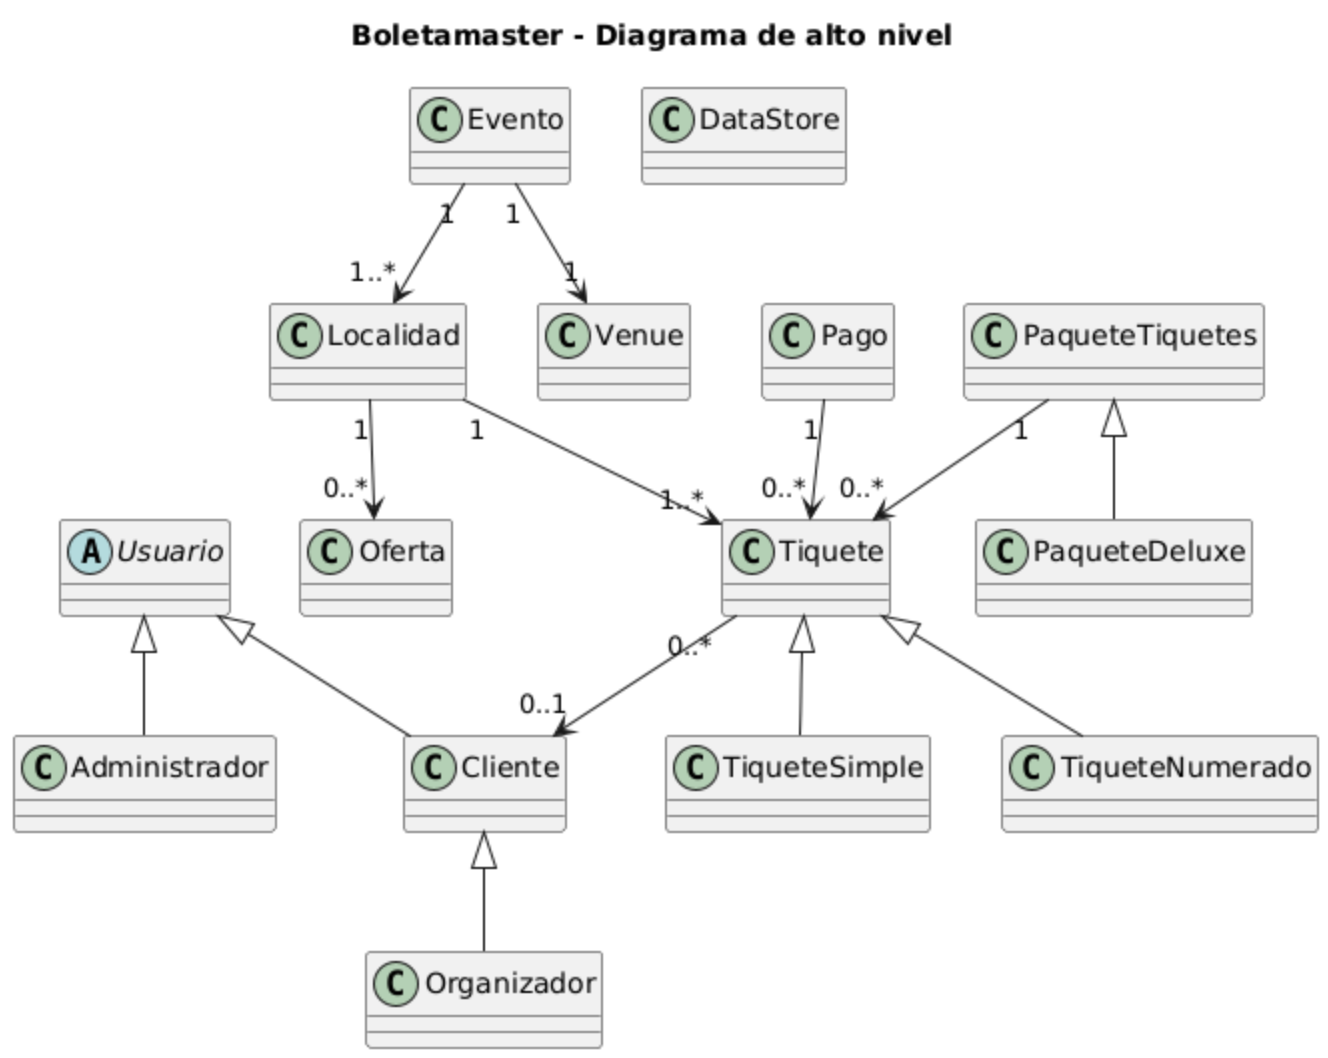 Boletamaster - Diagrama de alto nivel
C Evento
C DataStore
1
1
1..*
1
C Localidad
C Venue
C Pago
C PaqueteTiquetes
1
1
1
1
0..*
1..*
0..*
0..*
A Usuario
C Oferta
C Tiquete
C PaqueteDeluxe
0..*
0..1
C Administrador
C Cliente
C TiqueteSimple
C TiqueteNumerado
C Organizador